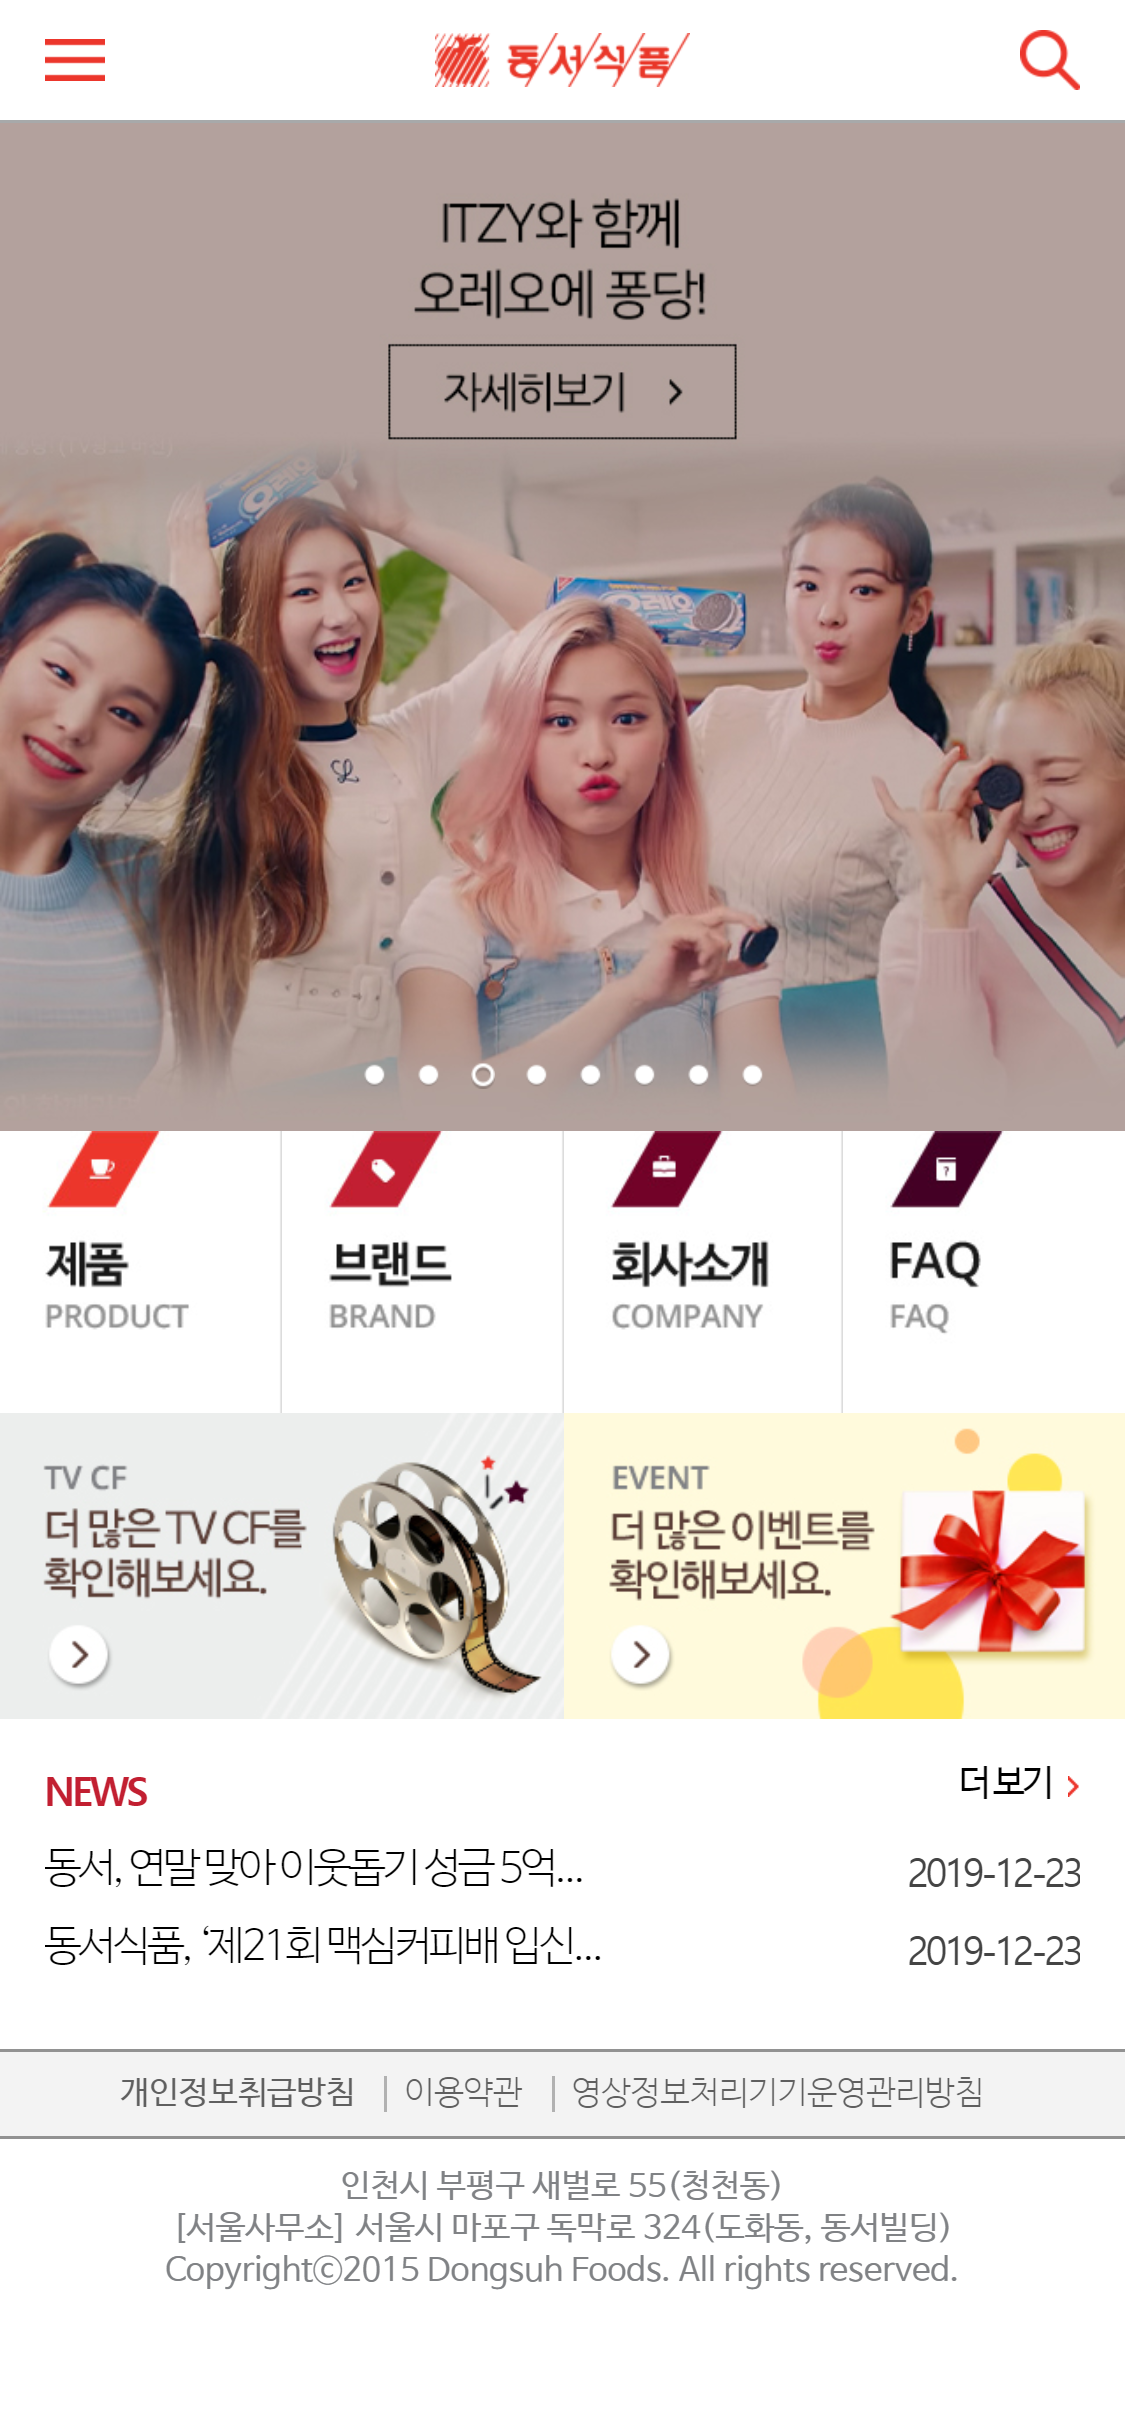 동서식품
ITZY와 함께
오레오에 퐁당!
자세히보기
오레오
오레오
제품
PRODUCT
브랜드
BRAND
회사소개
COMPANY
FAQ
FAQ
TV CF
더 많은 TV CF를
확인해보세요.
EVENT
더 많은 이벤트를
확인해보세요.
NEWS
더보기
동서, 연말 맞아 이웃돕기 성금 5억...
2019-12-23
동서식품, ‘제21회 맥심커피배 입신...
2019-12-23
개인정보취급방침 | 이용약관 | 영상정보처리기기운영관리방침
인천시 부평구 새벌로 55(청천동)
[서울사무소] 서울시 마포구 독막로 324(도화동, 동서빌딩)
Copyrightⓒ2015 Dongsuh Foods. All rights reserved.